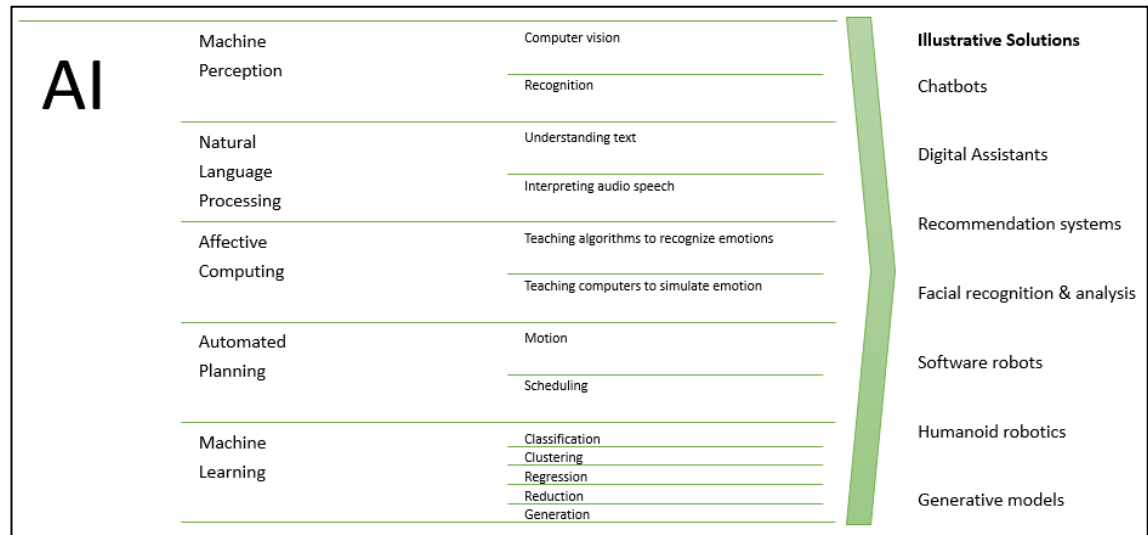 AI
Machine
Perception
Computer vision
Recognition
Natural
Language
Processing
Understanding text
Interpreting audio speech
Affective
Computing
Teaching algorithms to recognize emotions
Teaching computers to simulate emotion
Automated
Planning
Motion
Scheduling
Machine
Learning
Classification
Clustering
Regression
Reduction
Generation
Illustrative Solutions
Chatbots
Digital Assistants
Recommendation systems
Facial recognition & analysis
Software robots
Humanoid robotics
Generative models